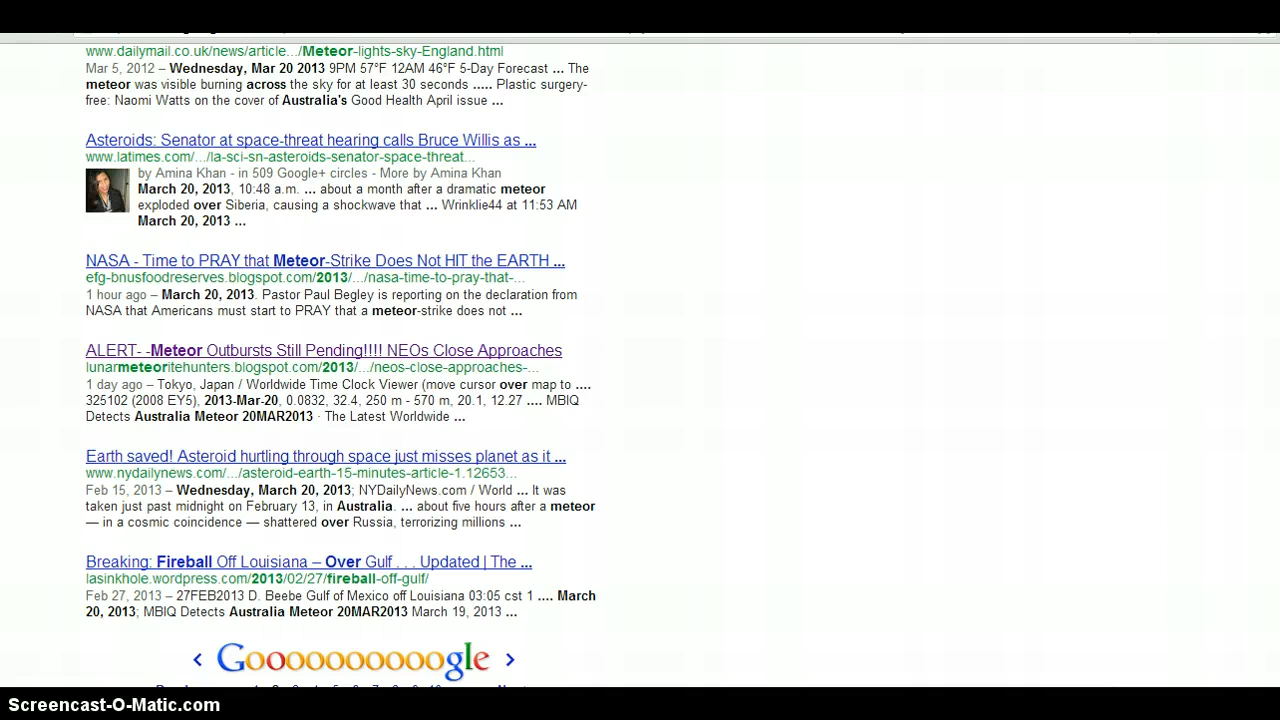 www.dailymail.co.uk/news/article.../Meteor-lights-sky-England.html
Mar 5, 2012 – Wednesday, Mar 20 2013 9PM 57°F 12AM 46°F 5-Day Forecast ... The
meteor was visible burning across the sky for at least 30 seconds ..... Plastic surgery-
free: Naomi Watts on the cover of Australia's Good Health April issue ...
Asteroids: Senator at space-threat hearing calls Bruce Willis as ...
www.latimes.com/.../la-sci-sn-asteroids-senator-space-threat...
by Amina Khan - in 509 Google+ circles - More by Amina Khan
March 20, 2013, 10:48 a.m. ... about a month after a dramatic meteor
exploded over Siberia, causing a shockwave that ... Wrinklie44 at 11:53 AM
March 20, 2013 ...
NASA - Time to PRAY that Meteor-Strike Does Not HIT the EARTH ...
efg-bnusfoodreserves.blogspot.com/2013/.../nasa-time-to-pray-that-...
1 hour ago – March 20, 2013. Pastor Paul Begley is reporting on the declaration from
NASA that Americans must start to PRAY that a meteor-strike does not ...
ALERT- -Meteor Outbursts Still Pending!!!! NEOs Close Approaches
lunarmeteoritehunters.blogspot.com/2013/.../neos-close-approaches-...
1 day ago – Tokyo, Japan / Worldwide Time Clock Viewer (move cursor over map to ....
325102 (2008 EY5), 2013-Mar-20, 0.0832, 32.4, 250 m - 570 m, 20.1, 12.27 .... MBIQ
Detects Australia Meteor 20MAR2013 · The Latest Worldwide ...
Earth saved! Asteroid hurtling through space just misses planet as it ...
www.nydailynews.com/.../asteroid-earth-15-minutes-article-1.12653...
Feb 15, 2013 – Wednesday, March 20, 2013; NYDailyNews.com / World ... It was
taken just past midnight on February 13, in Australia. ... about five hours after a meteor
— in a cosmic coincidence — shattered over Russia, terrorizing millions ...
Breaking: Fireball Off Louisiana – Over Gulf . . . Updated | The ...
lasinkhole.wordpress.com/2013/02/27/fireball-off-gulf/
Feb 27, 2013 – 27FEB2013 D. Beebe Gulf of Mexico off Louisiana 03:05 cst 1 .... March
20, 2013; MBIQ Detects Australia Meteor 20MAR2013 March 19, 2013 ...
< Goooooooooogle >
Screencast-O-Matic.com